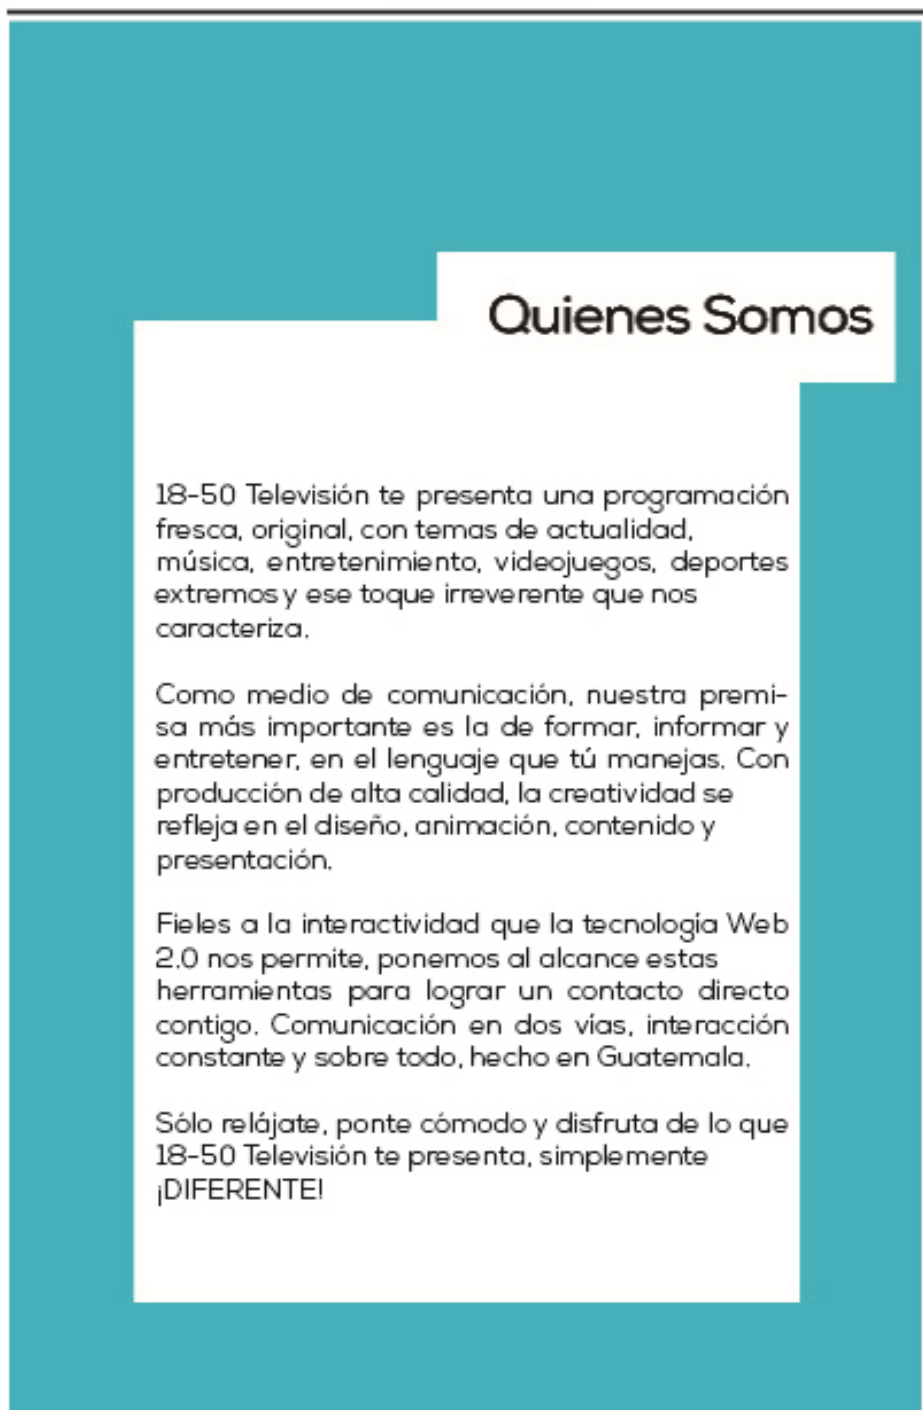 Quienes Somos
18-50 Televisión te presenta una programación
fresca, original, con temas de actualidad,
música, entretenimiento, videojuegos, deportes
extremos y ese toque irreverente que nos
caracteriza.
Como medio de comunicación, nuestra premi-
sa más importante es la de formar, informar y
entretener, en el lenguaje que tú manejas. Con
producción de alta calidad, la creatividad se
refleja en el diseño, animación, contenido y
presentación.
Fieles a la interactividad que la tecnología Web
2.0 nos permite, ponemos al alcance estas
herramientas para lograr un contacto directo
contigo. Comunicación en dos vías, interacción
constante y sobre todo, hecho en Guatemala.
Sólo relájate, ponte cómodo y disfruta de lo que
18-50 Televisión te presenta, simplemente
¡DIFERENTE!